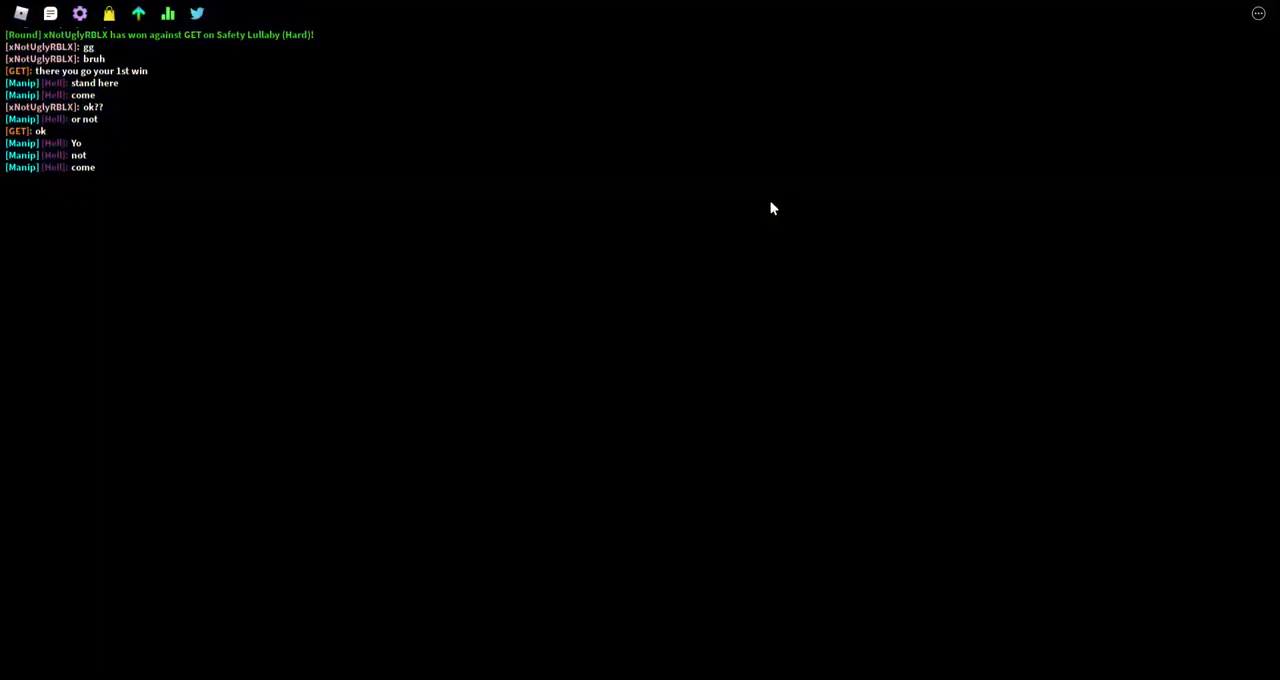 [Round] xNotUglyRBLX has won against GET on Safety Lullaby (Hard)!
[xNotUglyRBLX]: gg
[xNotUglyRBLX]: bruh
[GET]: there you go your 1st win
[Manip] [Hell]: stand here
[Manip] [Hell]: come
[xNotUglyRBLX]: ok??
[Manip] [Hell]: or not
[GET]: ok
[Manip] [Hell]: Yo
[Manip] [Hell]: not
[Manip] [Hell]: come